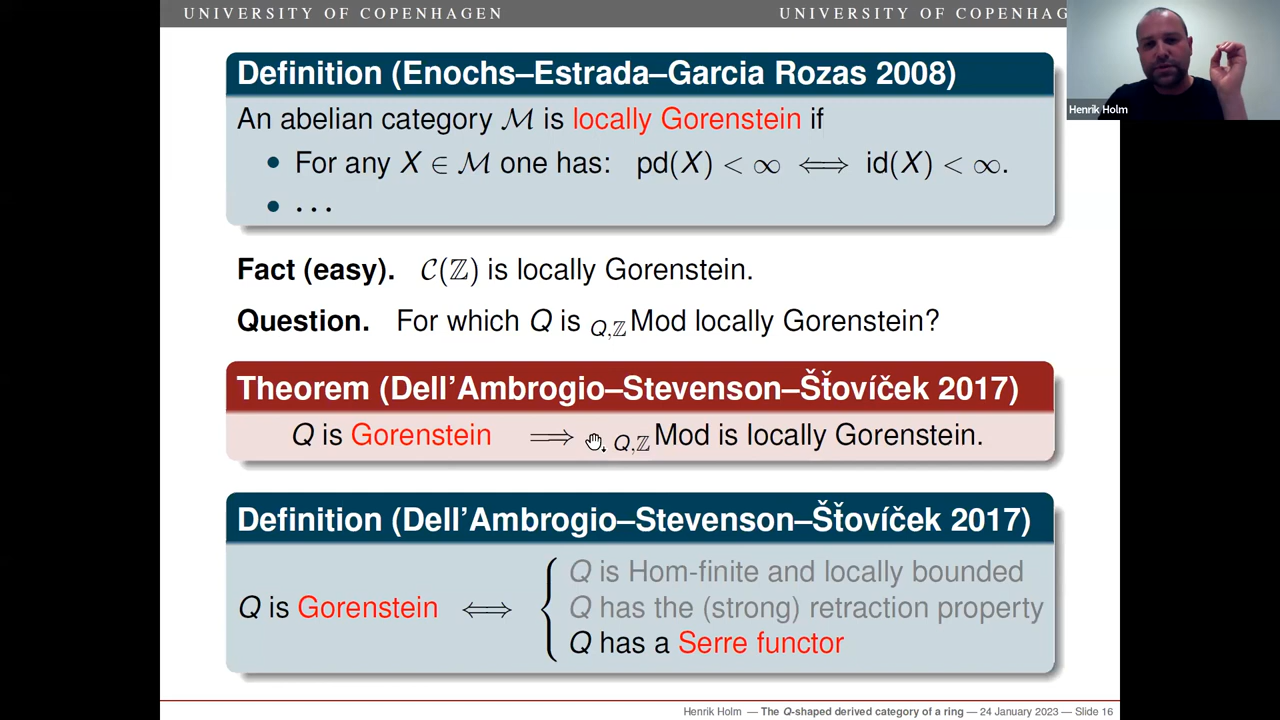 UNIVERSITY OF COPENHAGEN
UNIVERSITY OF COPENHAG
Henrik Holm
Definition (Enochs–Estrada–Garcia Rozas 2008)
An abelian category ℳ is locally Gorenstein if
• For any X ∈ ℳ one has: pd(X) < ∞ ⟺ id(X) < ∞.
• ···
Fact (easy). 𝒞(ℤ) is locally Gorenstein.
Question. For which Q is Q,ℤMod locally Gorenstein?
Theorem (Dell'Ambrogio–Stevenson–Šťovíček 2017)
Q is Gorenstein ⟹ Q,ℤMod is locally Gorenstein.
Definition (Dell'Ambrogio–Stevenson–Šťovíček 2017)
Q is Hom-finite and locally bounded
Q is Gorenstein ⟺ { Q has the (strong) retraction property
Q has a Serre functor
Henrik Holm — The Q-shaped derived category of a ring — 24 January 2023 — Slide 16